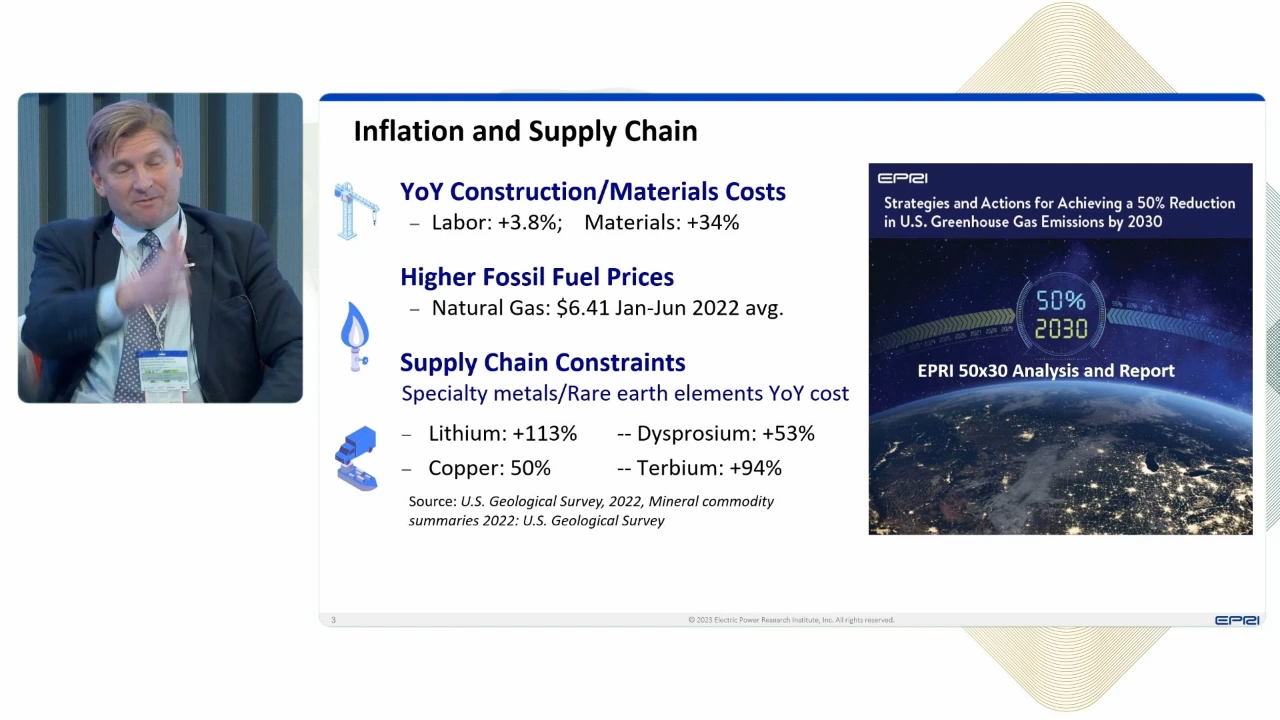 Inflation and Supply Chain
YoY Construction/Materials Costs
– Labor: +3.8%; Materials: +34%
Higher Fossil Fuel Prices
– Natural Gas: $6.41 Jan-Jun 2022 avg.
Supply Chain Constraints
Specialty metals/Rare earth elements YoY cost
– Lithium: +113% -- Dysprosium: +53%
– Copper: 50% -- Terbium: +94%
Source: U.S. Geological Survey, 2022, Mineral commodity
summaries 2022: U.S. Geological Survey
EPRI
Strategies and Actions for Achieving a 50% Reduction
in U.S. Greenhouse Gas Emissions by 2030
50%
2030
EPRI 50x30 Analysis and Report
3
© 2023 Electric Power Research Institute, Inc. All rights reserved.
EPRI